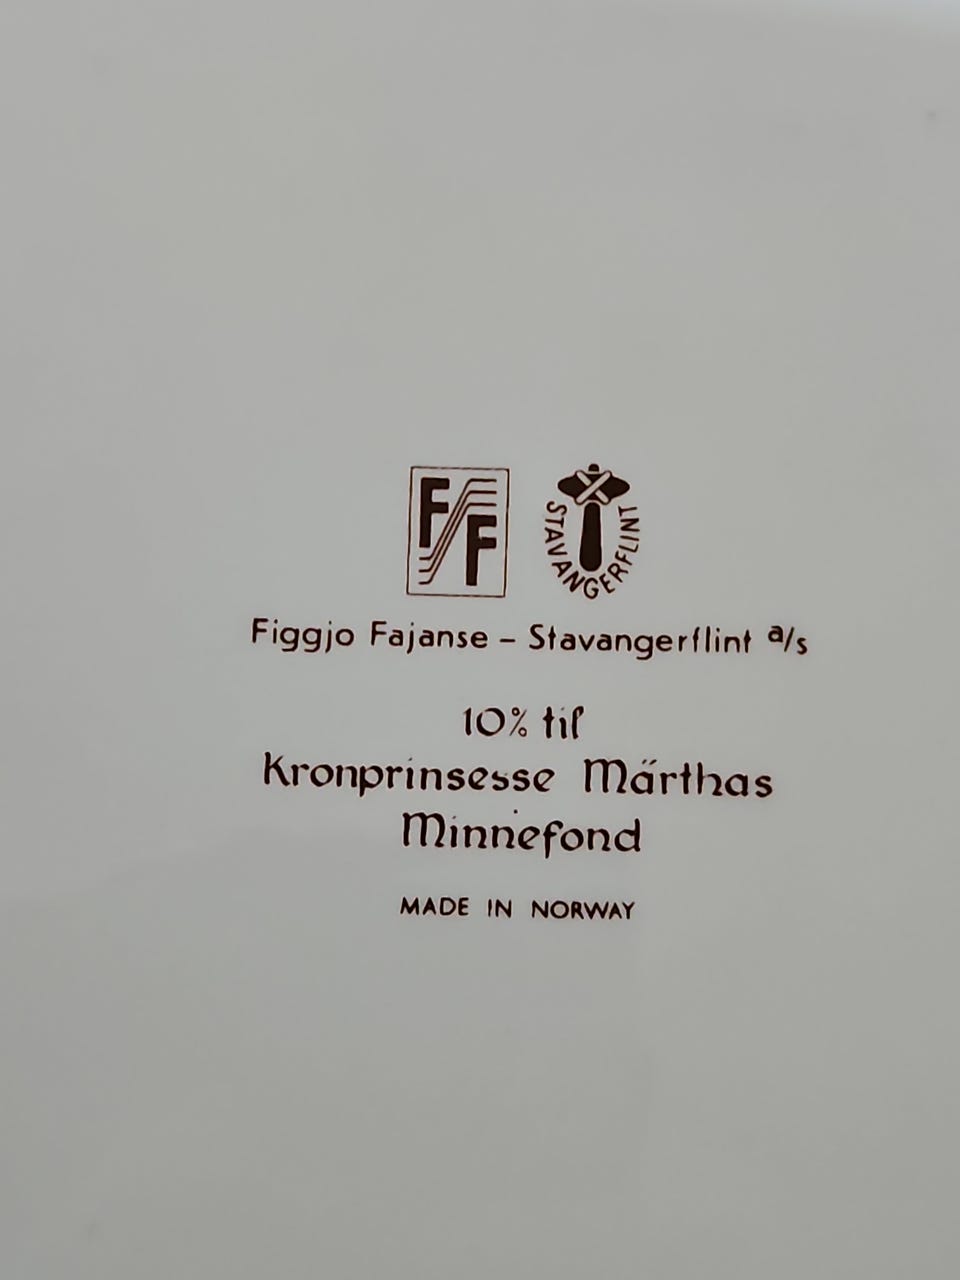 F/F
STAVANGERFLINT
Figgjo Fajanse – Stavangerflint a/s
10% til
Kronprinsesse Märthas
Minnefond
MADE IN NORWAY